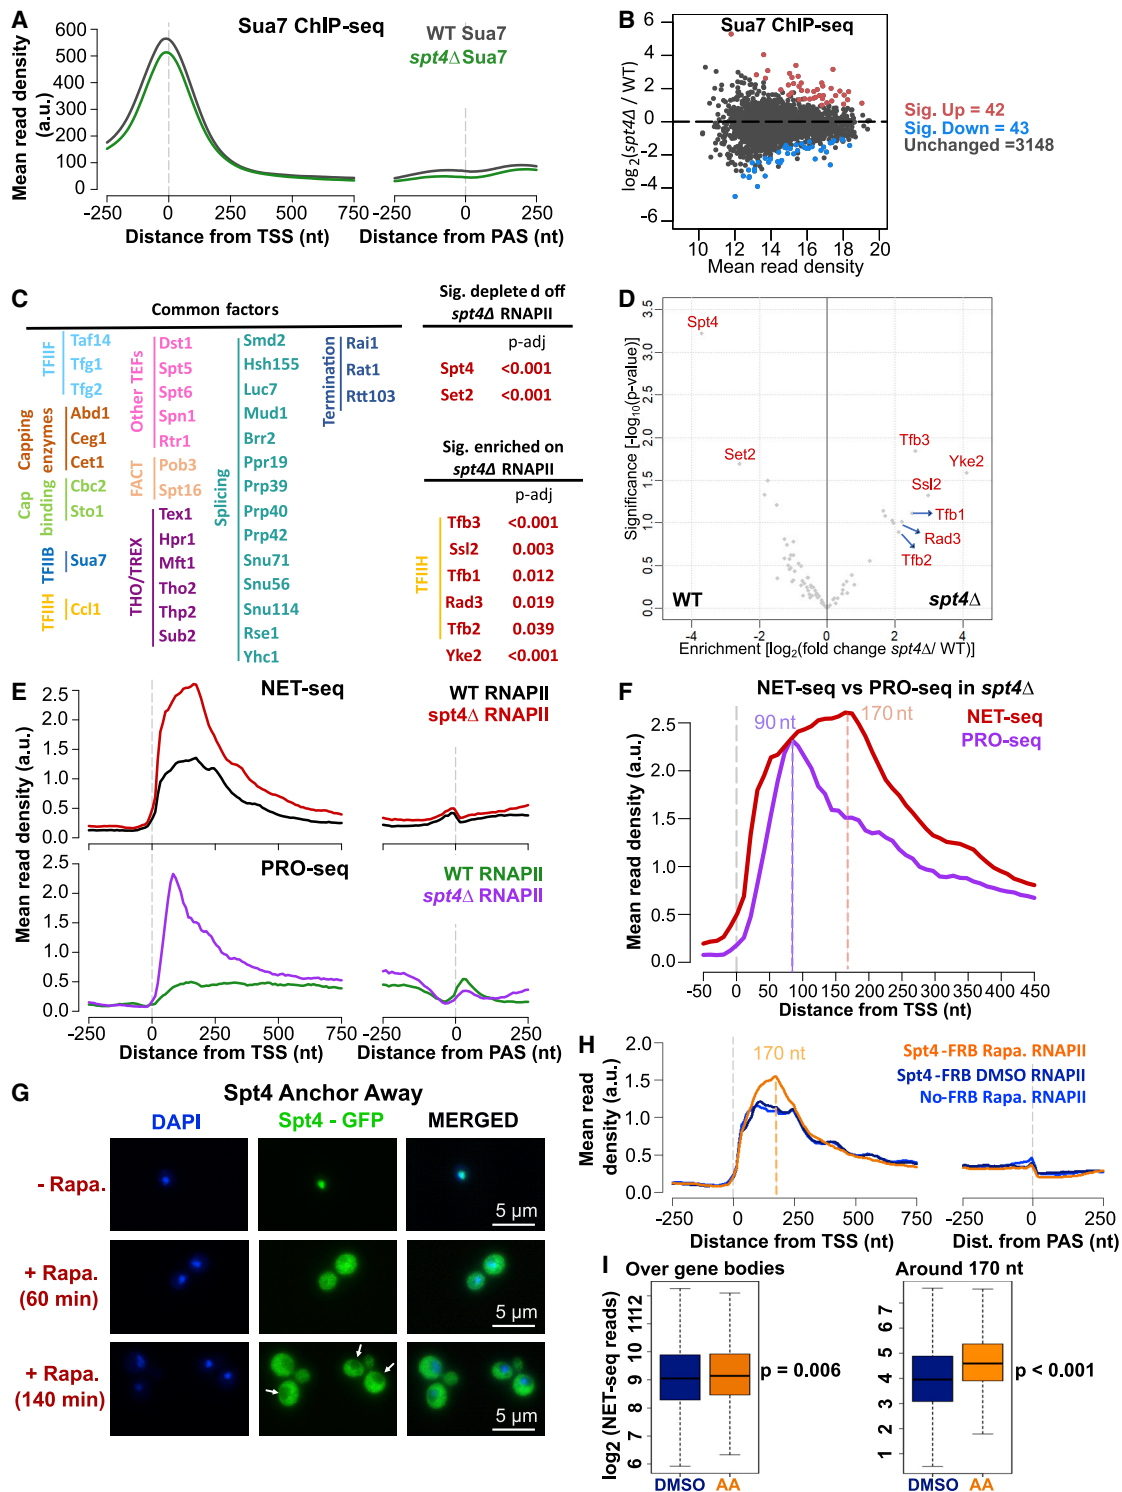 A
Sua7 ChIP-seq
WT Sua7
spt4Δ Sua7
Mean read density
(a.u.)
600
500
400
300
200
100
0
-250 0 250 500 750
-250 0 250
Distance from TSS (nt)
Distance from PAS (nt)
B
Sua7 ChIP-seq
log2(spt4Δ / WT)
6
4
2
0
-2
-4
-6
10 12 14 16 18 20
Mean read density
Sig. Up = 42
Sig. Down = 43
Unchanged =3148
C
Common factors
TFIIF
Taf14
Tfg1
Tfg2
Capping
enzymes
Abd1
Ceg1
Cet1
Cap
binding
Cbc2
Sto1
TFIIB
Sua7
TFIIH
Ccl1
Other TEFs
Dst1
Spt5
Spt6
Spn1
Rtr1
FACT
Pob3
Spt16
THO/TREX
Tex1
Hpr1
Mft1
Tho2
Thp2
Sub2
Splicing
Smd2
Hsh155
Luc7
Mud1
Brr2
Ppr19
Prp39
Prp40
Prp42
Snu71
Snu56
Snu114
Rse1
Yhc1
Termination
Rai1
Rat1
Rtt103
Sig. depleted off
spt4Δ RNAPII
p-adj
Spt4 <0.001
Set2 <0.001
Sig. enriched on
spt4Δ RNAPII
p-adj
TFIIH
Tfb3 <0.001
Ssl2 0.003
Tfb1 0.012
Rad3 0.019
Tfb2 0.039
Yke2 <0.001
D
Significance [-log10(p-value)]
3.5
3.0
2.5
2.0
1.5
1.0
0.5
0.0
Spt4
Set2
Tfb3
Yke2
Ssl2
Tfb1
Rad3
Tfb2
WT
spt4Δ
-4 -2 0 2 4
Enrichment [log2(fold change spt4Δ/ WT)]
E
NET-seq
WT RNAPII
spt4Δ RNAPII
Mean read density (a.u.)
2.5
2.0
1.5
1.0
0.5
0.0
PRO-seq
WT RNAPII
spt4Δ RNAPII
2.5
2.0
1.5
1.0
0.5
0.0
-250 0 250 500 750
-250 0 250
Distance from TSS (nt)
Distance from PAS (nt)
F
NET-seq vs PRO-seq in spt4Δ
90 nt
170 nt
NET-seq
PRO-seq
Mean read density (a.u.)
2.5
2.0
1.5
1.0
0.5
0.0
-50 0 50 100 150 200 250 300 350 400 450
Distance from TSS (nt)
G
Spt4 Anchor Away
DAPI
Spt4 - GFP
MERGED
- Rapa.
5 µm
+ Rapa.
(60 min)
5 µm
+ Rapa.
(140 min)
5 µm
H
170 nt
Spt4-FRB Rapa. RNAPII
Spt4-FRB DMSO RNAPII
No-FRB Rapa. RNAPII
Mean read
density (a.u.)
2.0
1.5
1.0
0.5
0.0
-250 0 250 500 750
-250 0 250
Distance from TSS (nt)
Dist. from PAS (nt)
I
Over gene bodies
log2 (NET-seq reads)
6 7 8 9 10 1112
p = 0.006
DMSO AA
Around 170 nt
1 2 3 4 5 6 7
p < 0.001
DMSO AA